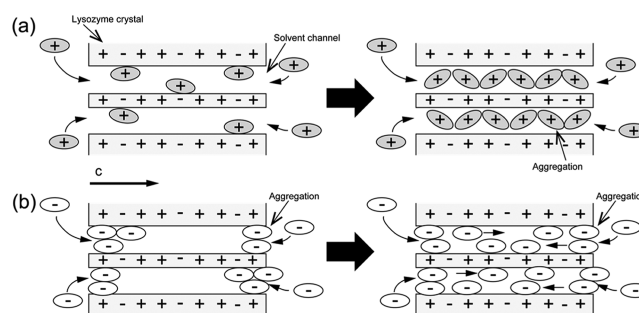 (a)
Lysozyme crystal
Solvent channel
Aggregation
C
(b)
Aggregation
Aggregation